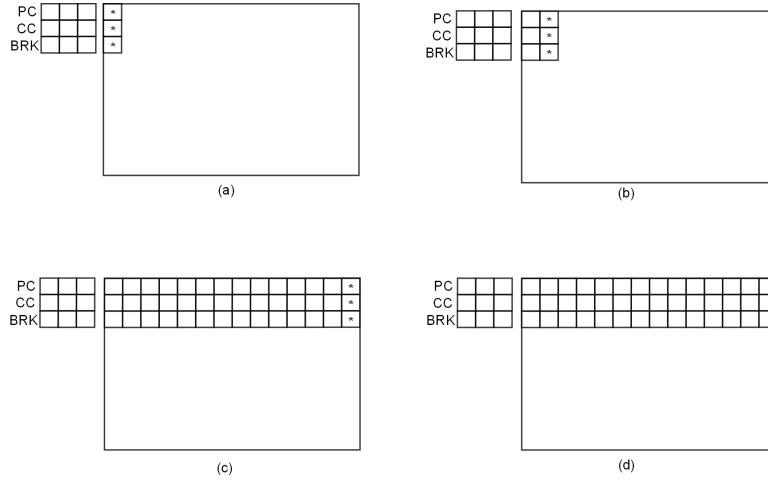 PC * PC *
CC * CC *
BRK * BRK *
(a) (b)
PC * PC
CC * CC
BRK * BRK
(c) (d)